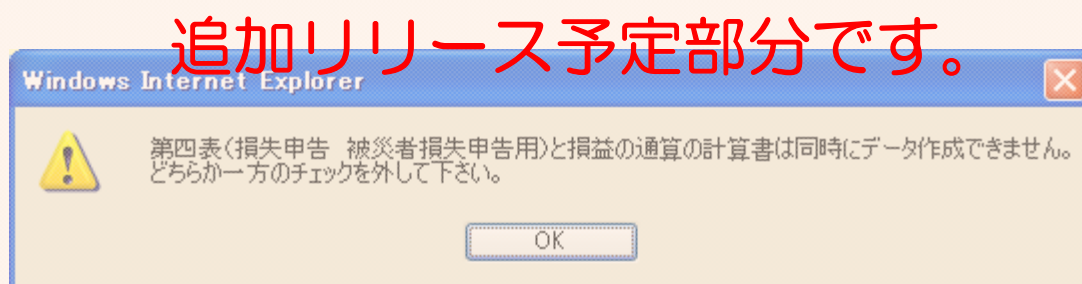 追加リリース予定部分です。
Windows Internet Explorer
第四表(損失申告 被災者損失申告用)と損益の通算の計算書は同時にデータ作成できません。
どちらか一方のチェックを外して下さい。
OK